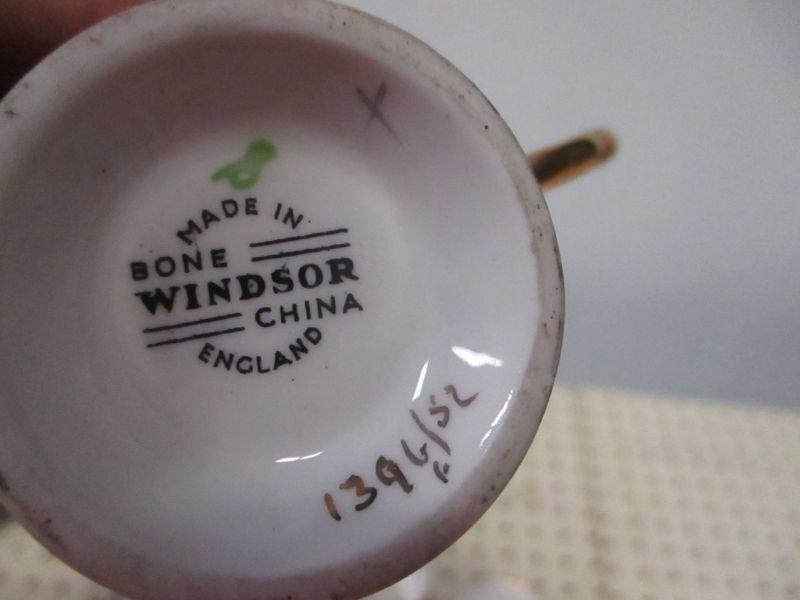 MADE IN
BONE
WINDSOR
CHINA
ENGLAND
1396/52